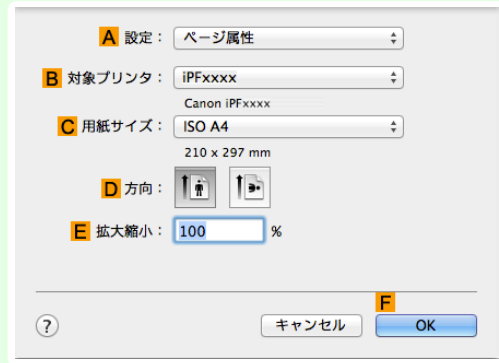 A 設定： ページ属性
B 対象プリンタ： iPFxxxx
Canon iPFxxxx
C 用紙サイズ： ISO A4
210 x 297 mm
D 方向：
E 拡大縮小： 100 %
F
? キャンセル OK